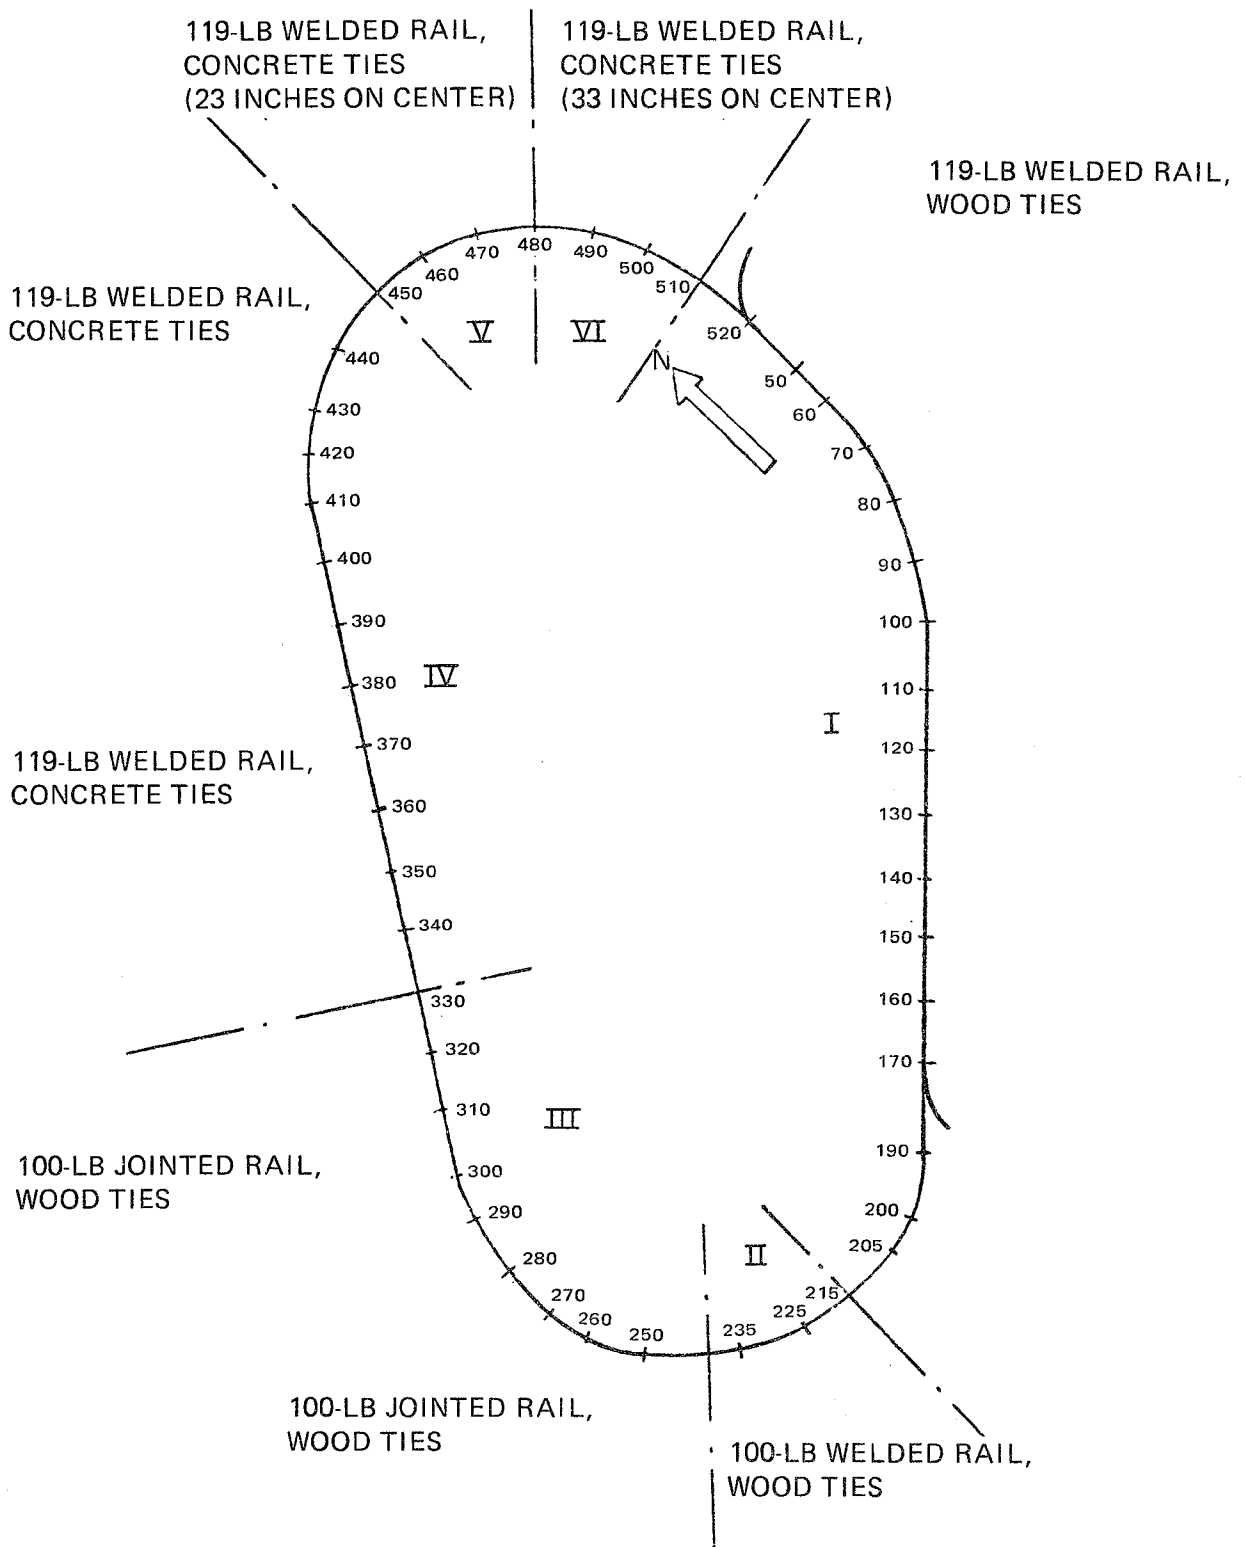 119-LB WELDED RAIL,
CONCRETE TIES
(23 INCHES ON CENTER)
119-LB WELDED RAIL,
CONCRETE TIES
(33 INCHES ON CENTER)
119-LB WELDED RAIL,
WOOD TIES
119-LB WELDED RAIL,
CONCRETE TIES
450
460
470
480
490
500
510
520
V
VI
N
50
60
70
80
90
100
110
120
130
140
150
160
170
190
200
205
215
225
235
250
260
270
280
290
300
310
320
330
340
350
360
370
380
390
400
410
420
430
440
IV
I
119-LB WELDED RAIL,
CONCRETE TIES
III
II
100-LB JOINTED RAIL,
WOOD TIES
100-LB JOINTED RAIL,
WOOD TIES
100-LB WELDED RAIL,
WOOD TIES